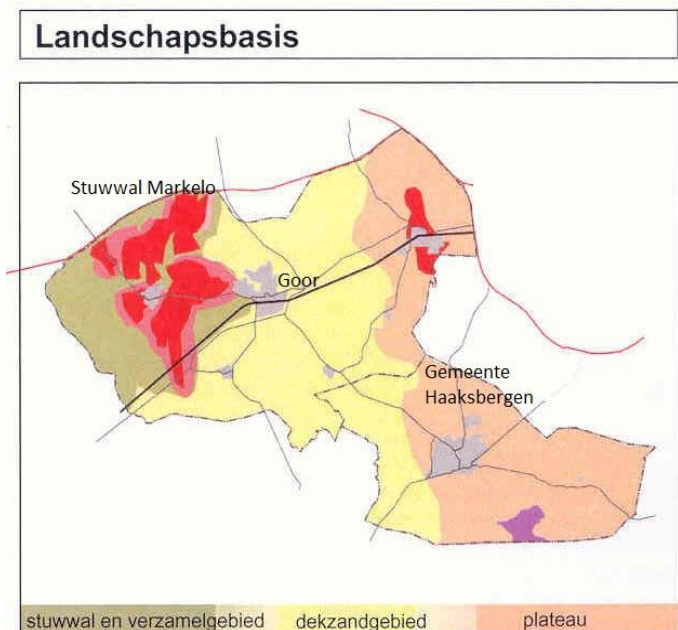 Landschapsbasis
Stuwwal Markelo
Goor
Gemeente
Haaksbergen
stuwwal en verzamelgebied dekzandgebied plateau